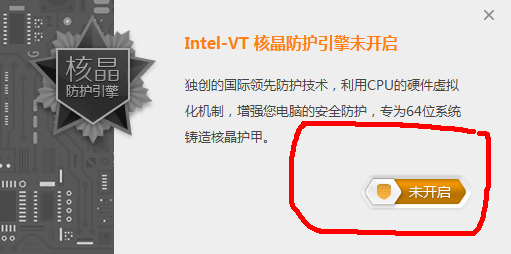 核晶
防护引擎
Intel-VT 核晶防护引擎未开启
独创的国际领先防护技术，利用CPU的硬件虚拟
化机制，增强您电脑的安全防护，专为64位系统
铸造核晶护甲。
未开启